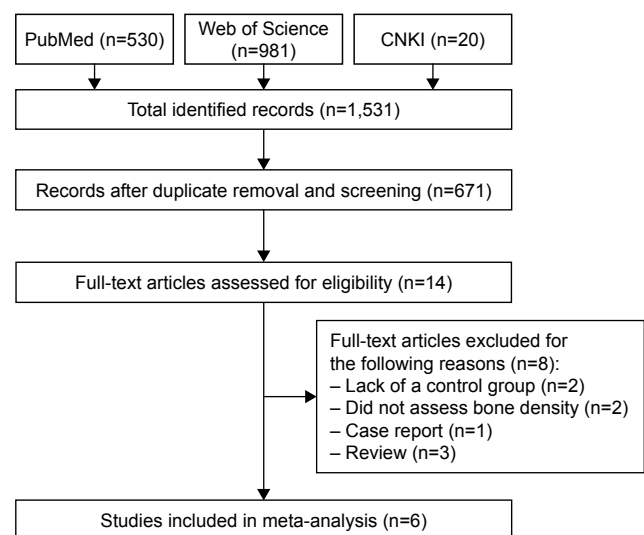 PubMed (n=530)
Web of Science
(n=981)
CNKI (n=20)
Total identified records (n=1,531)
Records after duplicate removal and screening (n=671)
Full-text articles assessed for eligibility (n=14)
Full-text articles excluded for
the following reasons (n=8):
– Lack of a control group (n=2)
– Did not assess bone density (n=2)
– Case report (n=1)
– Review (n=3)
Studies included in meta-analysis (n=6)